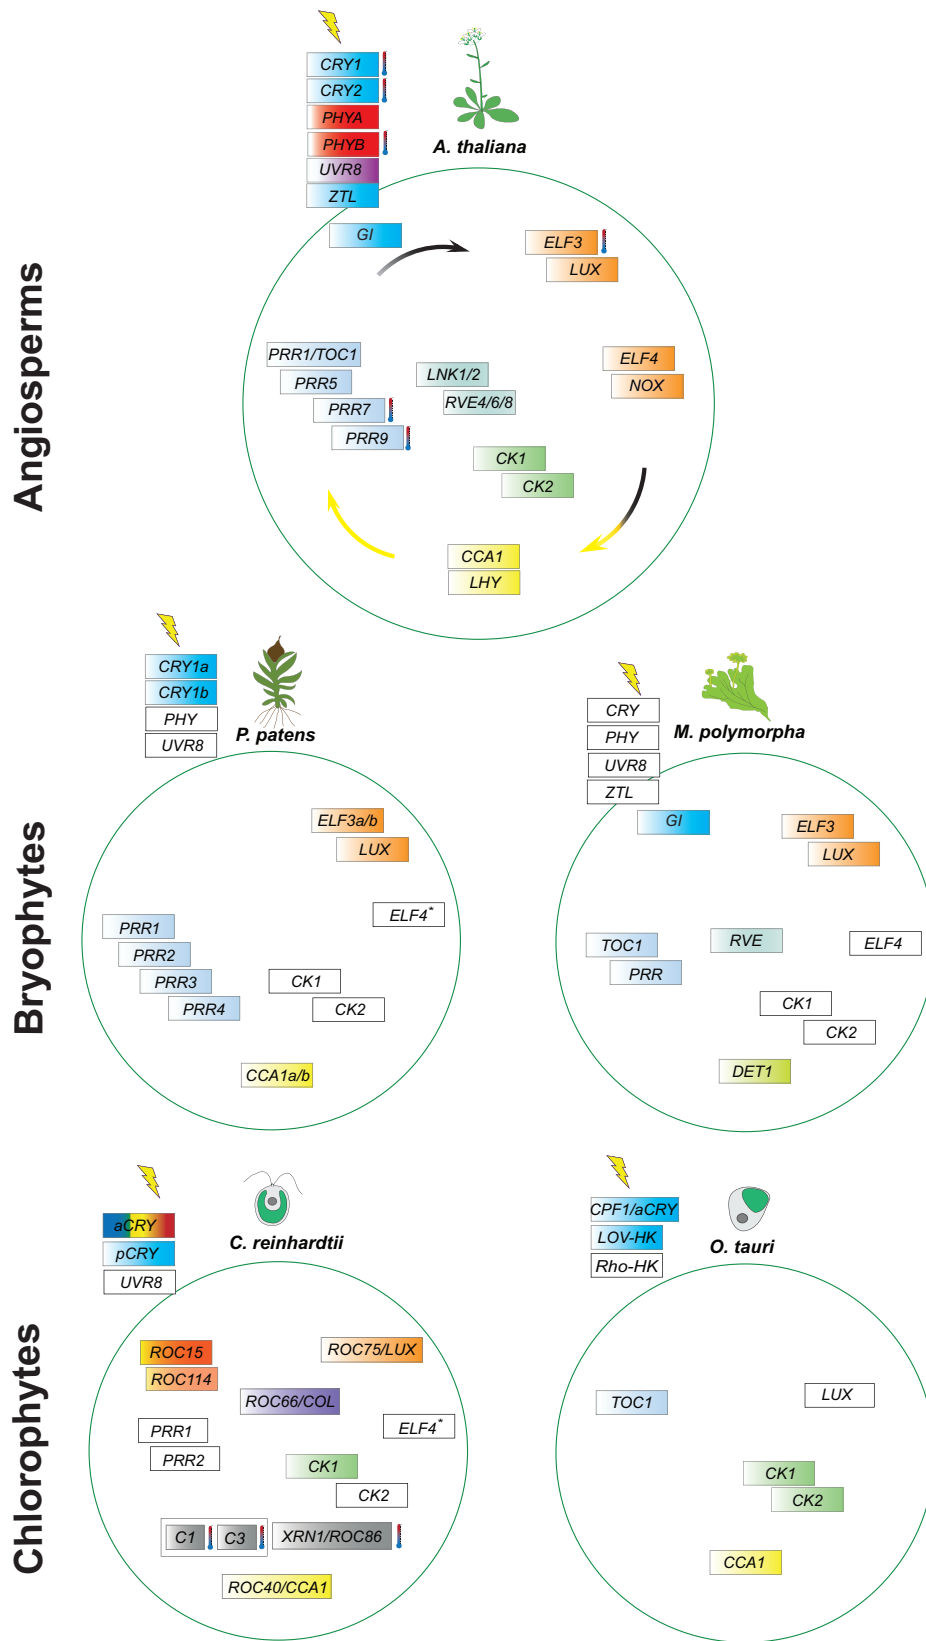 Angiosperms
CRY1
CRY2
PHYA
PHYB
UVR8
ZTL
A. thaliana
GI
ELF3
LUX
PRR1/TOC1
PRR5
PRR7
PRR9
LNK1/2
RVE4/6/8
ELF4
NOX
CK1
CK2
CCA1
LHY
Bryophytes
CRY1a
CRY1b
PHY
UVR8
P. patens
ELF3a/b
LUX
ELF4*
PRR1
PRR2
PRR3
PRR4
CK1
CK2
CCA1a/b
CRY
PHY
UVR8
ZTL
M. polymorpha
GI
ELF3
LUX
TOC1
PRR
RVE
ELF4
CK1
CK2
DET1
Chlorophytes
aCRY
pCRY
UVR8
C. reinhardtii
ROC15
ROC114
ROC75/LUX
ROC66/COL
ELF4*
PRR1
PRR2
CK1
CK2
C1
C3
XRN1/ROC86
ROC40/CCA1
CPF1/aCRY
LOV-HK
Rho-HK
O. tauri
TOC1
LUX
CK1
CK2
CCA1